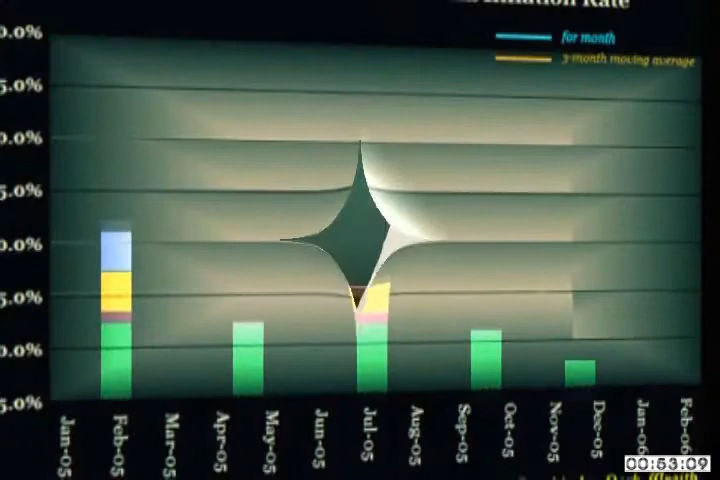 Inflation Rate
for month
3-month moving average
0.0%
5.0%
0.0%
5.0%
0.0%
5.0%
0.0%
5.0%
Jan-05 Feb-05 Mar-05 Apr-05 May-05 Jun-05 Jul-05 Aug-05 Sep-05 Oct-05 Nov-05 Dec-05 Jan-06 Feb-06
00:53:09